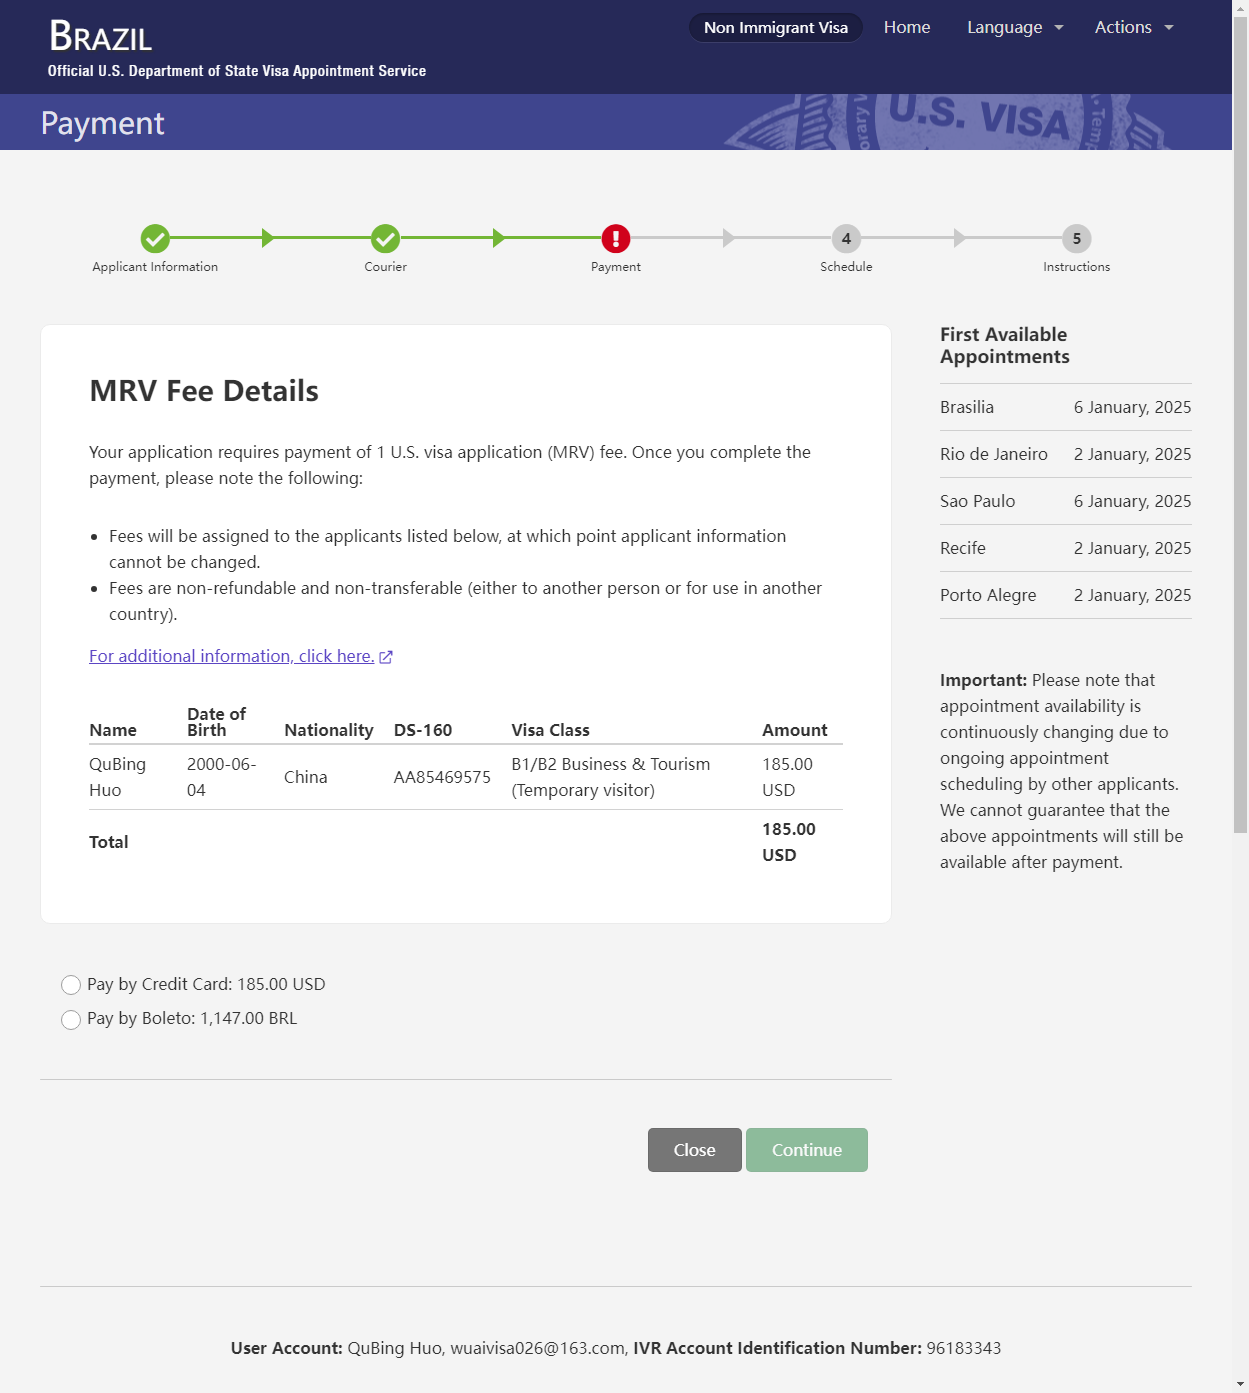 BRAZIL
Official U.S. Department of State Visa Appointment Service
Non Immigrant Visa
Home
Language
Actions
Payment
U.S. VISA
Applicant Information
Courier
Payment
4
Schedule
5
Instructions
MRV Fee Details
Your application requires payment of 1 U.S. visa application (MRV) fee. Once you complete the
payment, please note the following:
Fees will be assigned to the applicants listed below, at which point applicant information
cannot be changed.
Fees are non-refundable and non-transferable (either to another person or for use in another
country).
For additional information, click here.
Name Date of Birth Nationality DS-160 Visa Class Amount
QuBing Huo 2000-06-04 China AA85469575 B1/B2 Business & Tourism (Temporary visitor) 185.00 USD
Total 185.00 USD
Pay by Credit Card: 185.00 USD
Pay by Boleto: 1,147.00 BRL
Close
Continue
First Available
Appointments
Brasilia 6 January, 2025
Rio de Janeiro 2 January, 2025
Sao Paulo 6 January, 2025
Recife 2 January, 2025
Porto Alegre 2 January, 2025
Important: Please note that
appointment availability is
continuously changing due to
ongoing appointment
scheduling by other applicants.
We cannot guarantee that the
above appointments will still be
available after payment.
User Account: QuBing Huo, wuaivisa026@163.com, IVR Account Identification Number: 96183343